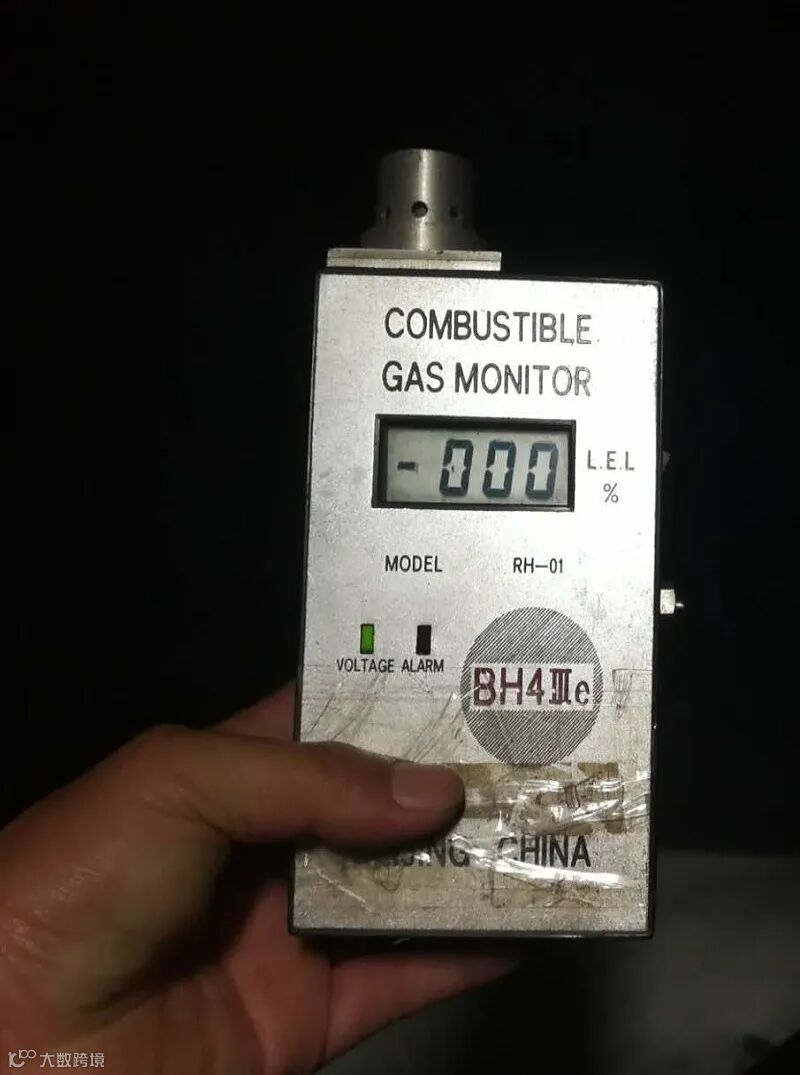 COMBUSTIBLE
GAS MONITOR
-000
L.E.L
%
MODEL RH-01
VOLTAGE ALARM
BH4Ⅲe
CHINA
大数跨境